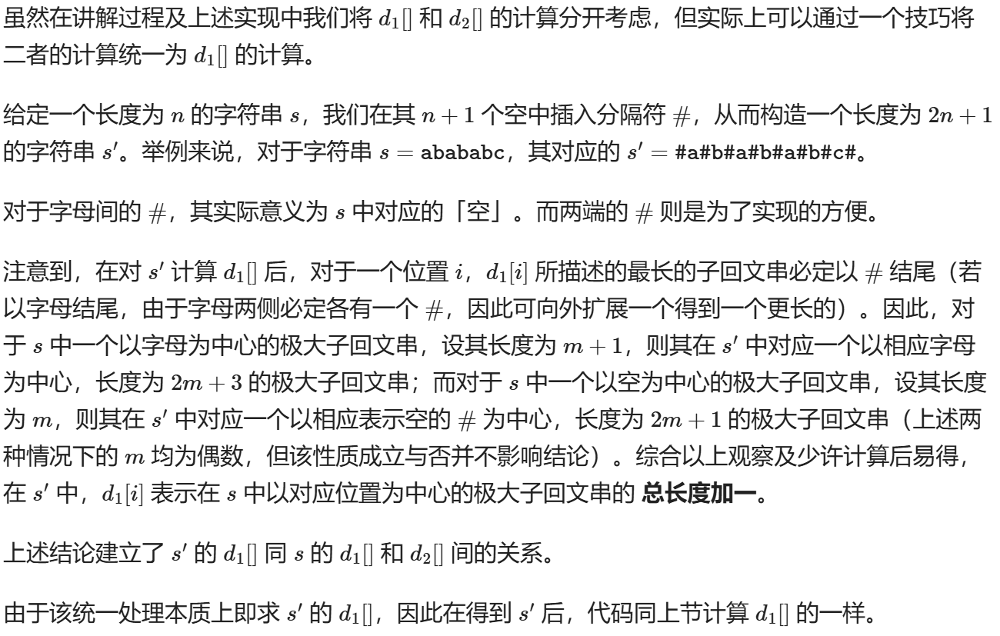 虽然在讲解过程及上述实现中我们将 d₁[] 和 d₂[] 的计算分开考虑，但实际上可以通过一个技巧将
二者的计算统一为 d₁[] 的计算。
给定一个长度为 n 的字符串 s，我们在其 n + 1 个空中插入分隔符 #，从而构造一个长度为 2n + 1
的字符串 s′。举例来说，对于字符串 s = abababc，其对应的 s′ = #a#b#a#b#a#b#c#。
对于字母间的 #，其实际意义为 s 中对应的「空」。而两端的 # 则是为了实现的方便。
注意到，在对 s′ 计算 d₁[] 后，对于一个位置 i，d₁[i] 所描述的最长的子回文串必定以 # 结尾（若
以字母结尾，由于字母两侧必定各有一个 #，因此可向外扩展一个得到一个更长的）。因此，对
于 s 中一个以字母为中心的极大子回文串，设其长度为 m + 1，则其在 s′ 中对应一个以相应字母
为中心，长度为 2m + 3 的极大子回文串；而对于 s 中一个以空为中心的极大子回文串，设其长度
为 m，则其在 s′ 中对应一个以相应表示空的 # 为中心，长度为 2m + 1 的极大子回文串（上述两
种情况下的 m 均为偶数，但该性质成立与否并不影响结论）。综合以上观察及少许计算后易得，
在 s′ 中，d₁[i] 表示在 s 中以对应位置为中心的极大子回文串的 总长度加一。
上述结论建立了 s′ 的 d₁[] 同 s 的 d₁[] 和 d₂[] 间的关系。
由于该统一处理本质上即求 s′ 的 d₁[]，因此在得到 s′ 后，代码同上节计算 d₁[] 的一样。